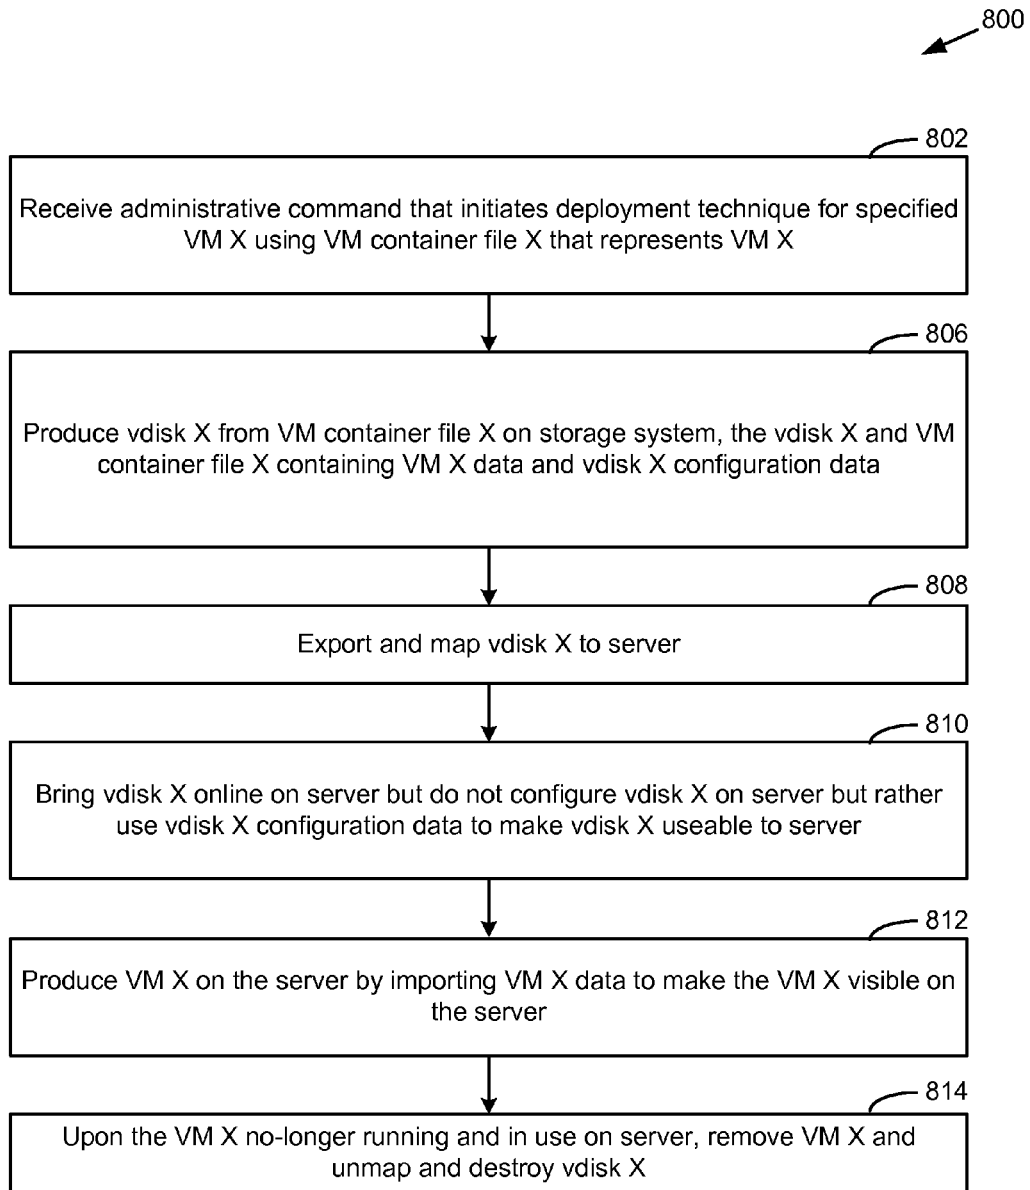 800
802
Receive administrative command that initiates deployment technique for specified
VM X using VM container file X that represents VM X
806
Produce vdisk X from VM container file X on storage system, the vdisk X and VM
container file X containing VM X data and vdisk X configuration data
808
Export and map vdisk X to server
810
Bring vdisk X online on server but do not configure vdisk X on server but rather
use vdisk X configuration data to make vdisk X useable to server
812
Produce VM X on the server by importing VM X data to make the VM X visible on
the server
814
Upon the VM X no-longer running and in use on server, remove VM X and
unmap and destroy vdisk X